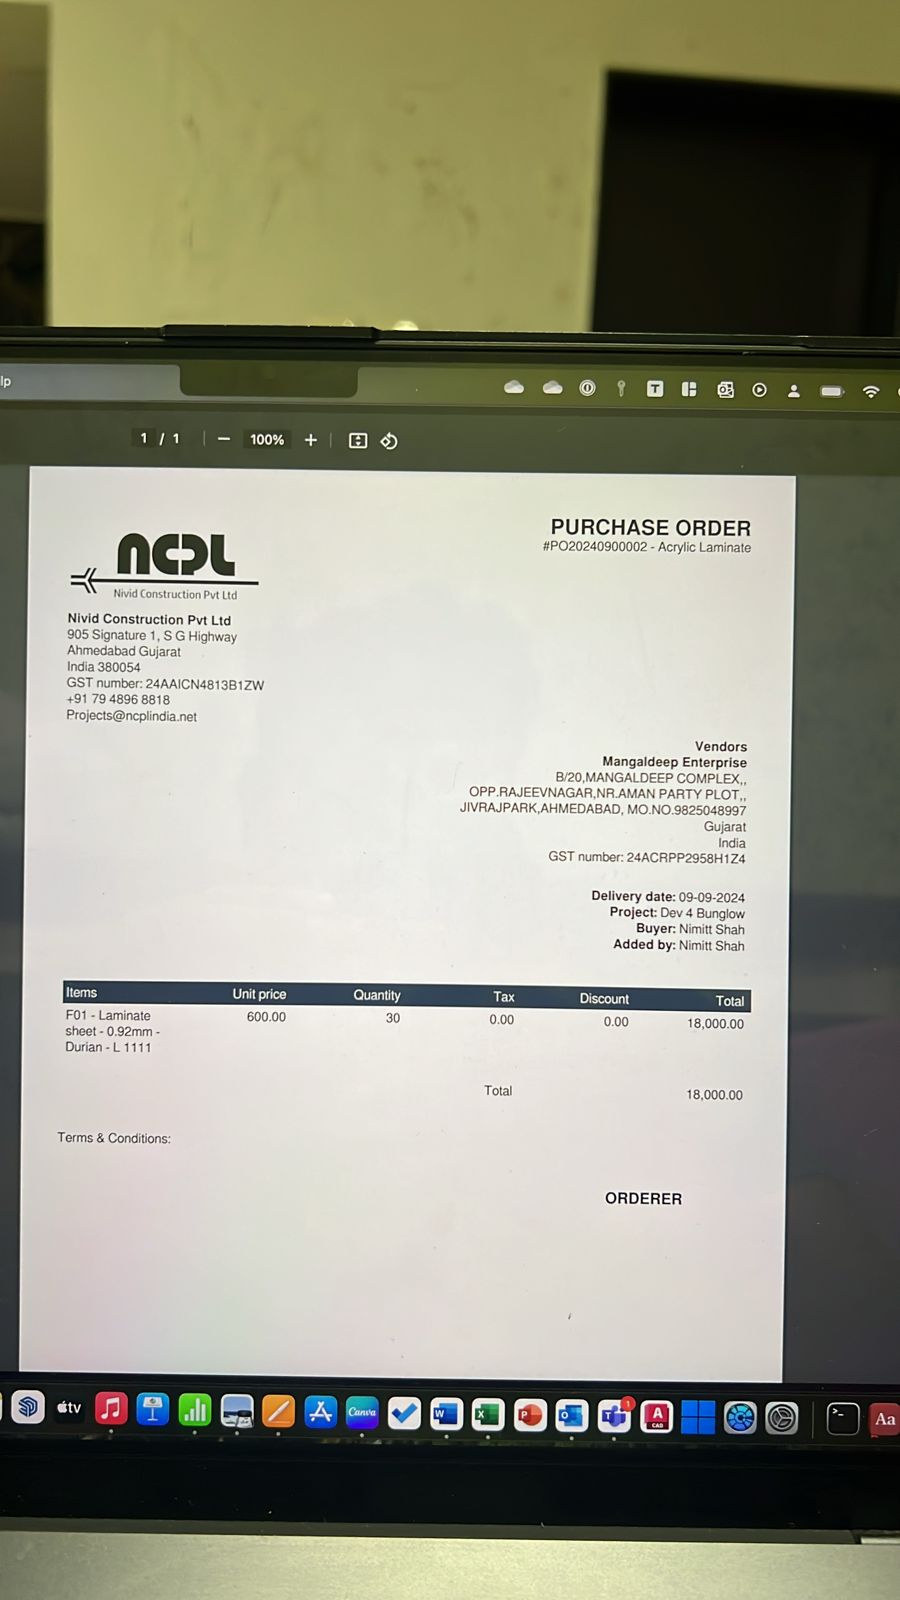 lp
T
1 / 1
100%
PURCHASE ORDER
#PO20240900002 - Acrylic Laminate
NCPL
Nivid Construction Pvt Ltd
Nivid Construction Pvt Ltd
905 Signature 1, S G Highway
Ahmedabad Gujarat
India 380054
GST number: 24AAICN4813B1ZW
+91 79 4896 8818
Projects@ncplindia.net
Vendors
Mangaldeep Enterprise
B/20,MANGALDEEP COMPLEX,,
OPP.RAJEEVNAGAR,NR.AMAN PARTY PLOT,,
JIVRAJPARK,AHMEDABAD, MO.NO.9825048997
Gujarat
India
GST number: 24ACRPP2958H1Z4
Delivery date: 09-09-2024
Project: Dev 4 Bunglow
Buyer: Nimitt Shah
Added by: Nimitt Shah
Items Unit price Quantity Tax Discount Total
F01 - Laminate 600.00 30 0.00 0.00 18,000.00
sheet - 0.92mm -
Durian - L 1111
Total 18,000.00
Terms & Conditions:
ORDERER
tv Canva W X P O T 1 A CAD >- Aa